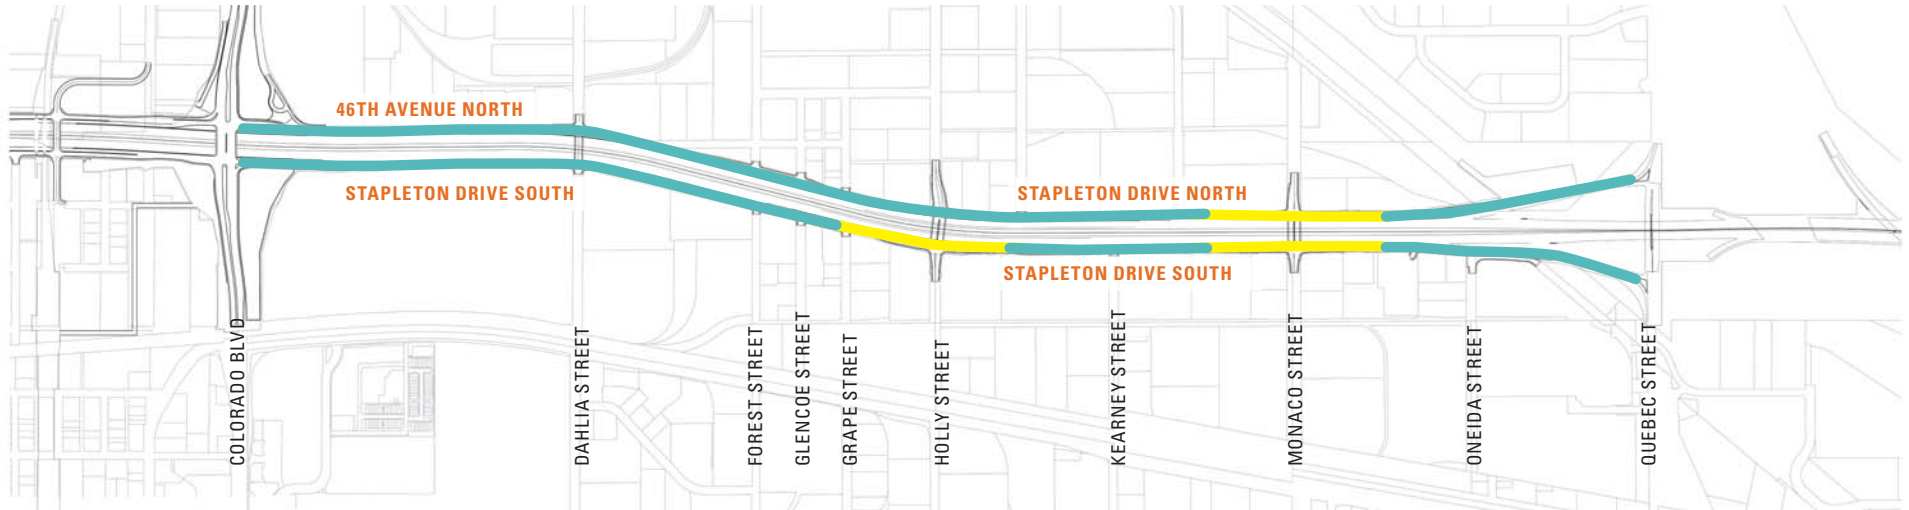 46TH AVENUE NORTH
STAPLETON DRIVE SOUTH
STAPLETON DRIVE NORTH
STAPLETON DRIVE SOUTH
COLORADO BLVD
DAHLIA STREET
FOREST STREET
GLENCOE STREET
GRAPE STREET
HOLLY STREET
KEARNEY STREET
MONACO STREET
ONEIDA STREET
QUEBEC STREET